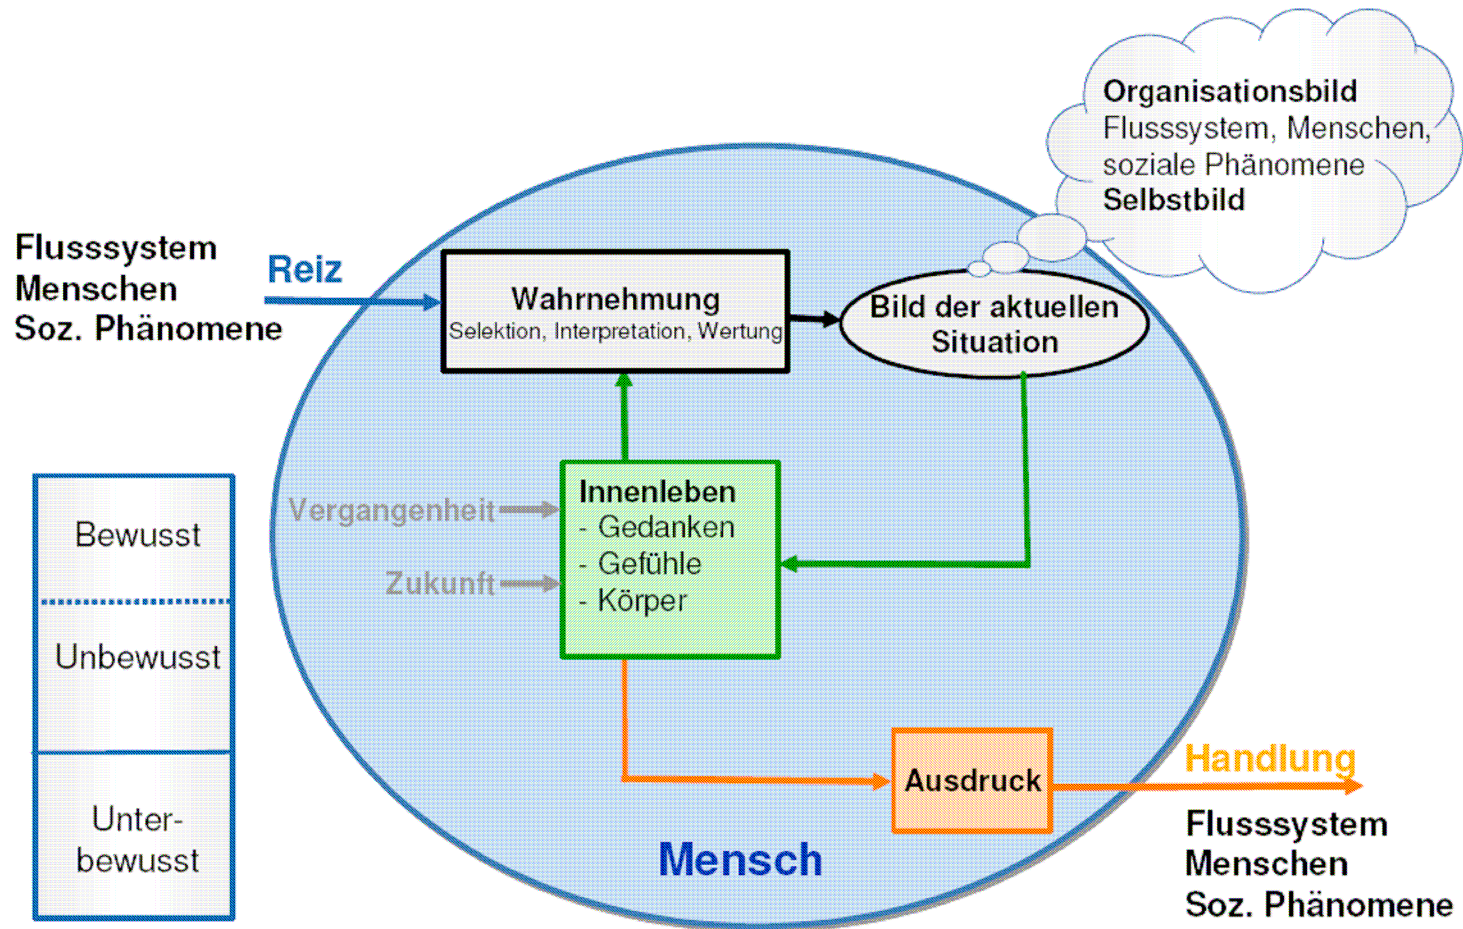 Organisationsbild
Flusssystem, Menschen,
soziale Phänomene
Selbstbild
Flusssystem
Menschen
Soz. Phänomene
Reiz
Wahrnehmung
Selektion, Interpretation, Wertung
Bild der aktuellen
Situation
Bewusst
Unbewusst
Unter-
bewusst
Vergangenheit
Zukunft
Innenleben
- Gedanken
- Gefühle
- Körper
Ausdruck
Handlung
Flusssystem
Menschen
Soz. Phänomene
Mensch